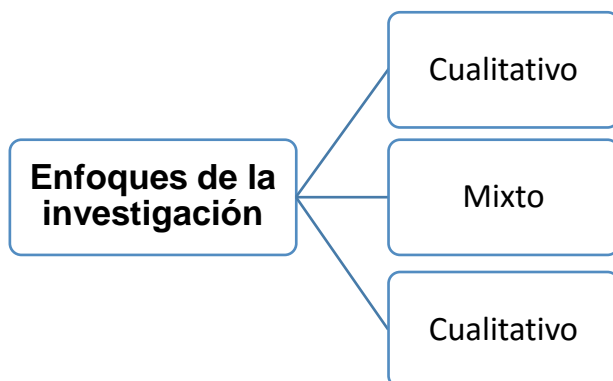 Enfoques de la
investigación
Cualitativo
Mixto
Cualitativo